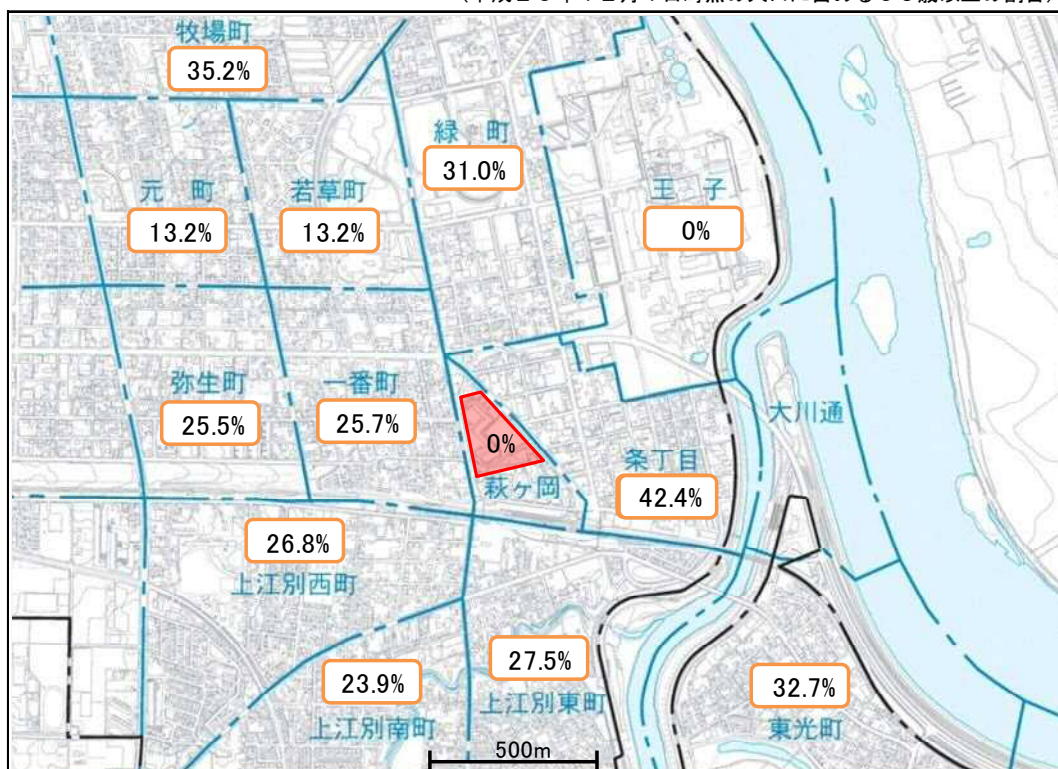 牧場町
35.2%
緑 町
31.0%
元 町
13.2%
若草町
13.2%
王 子
0%
弥生町
25.5%
一番町
25.7%
0%
萩ヶ岡
条丁目
42.4%
大川通
26.8%
上江別西町
23.9%
上江別南町
27.5%
上江別東町
32.7%
東光町
500m